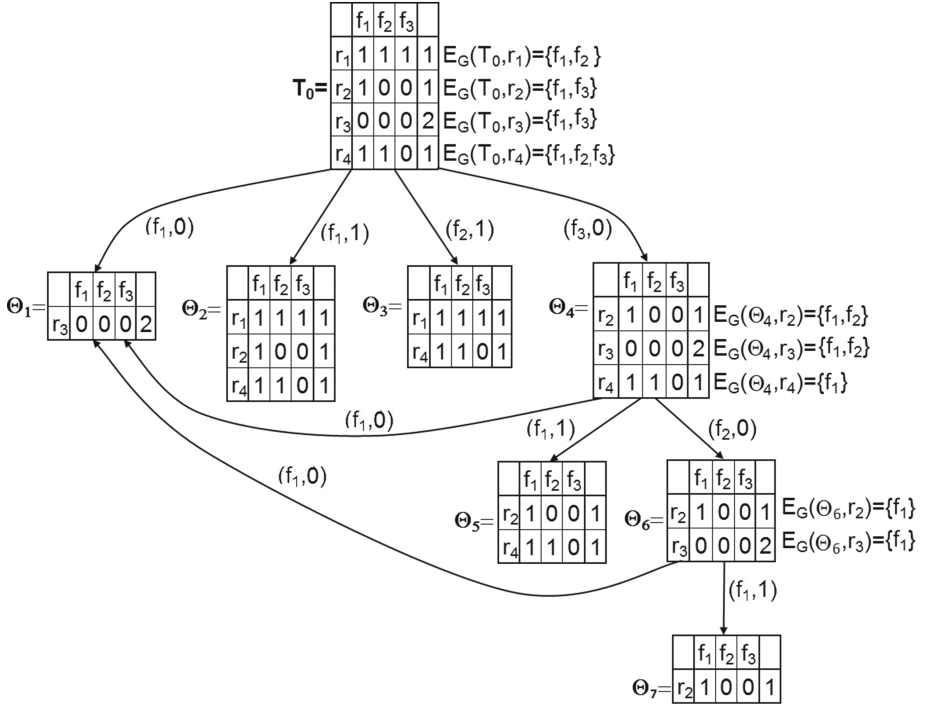 f₁ f₂ f₃
r₁ 1 1 1 1 E_G(T₀,r₁)={f₁,f₂ }
T₀= r₂ 1 0 0 1 E_G(T₀,r₂)={f₁,f₃}
r₃ 0 0 0 2 E_G(T₀,r₃)={f₁,f₃}
r₄ 1 1 0 1 E_G(T₀,r₄)={f₁,f₂,f₃}
(f₁,0)
(f₁,1)
(f₂,1)
(f₃,0)
Θ₁=
f₁ f₂ f₃
r₃ 0 0 0 2
Θ₂=
f₁ f₂ f₃
r₁ 1 1 1 1
r₂ 1 0 0 1
r₄ 1 1 0 1
Θ₃=
f₁ f₂ f₃
r₁ 1 1 1 1
r₄ 1 1 0 1
Θ₄=
f₁ f₂ f₃
r₂ 1 0 0 1 E_G(Θ₄,r₂)={f₁,f₂}
r₃ 0 0 0 2 E_G(Θ₄,r₃)={f₁,f₂}
r₄ 1 1 0 1 E_G(Θ₄,r₄)={f₁}
(f₁,0)
(f₁,1)
(f₂,0)
(f₁,0)
Θ₅=
f₁ f₂ f₃
r₂ 1 0 0 1
r₄ 1 1 0 1
Θ₆=
f₁ f₂ f₃
r₂ 1 0 0 1 E_G(Θ₆,r₂)={f₁}
r₃ 0 0 0 2 E_G(Θ₆,r₃)={f₁}
(f₁,1)
f₁ f₂ f₃
Θ₇= r₂ 1 0 0 1